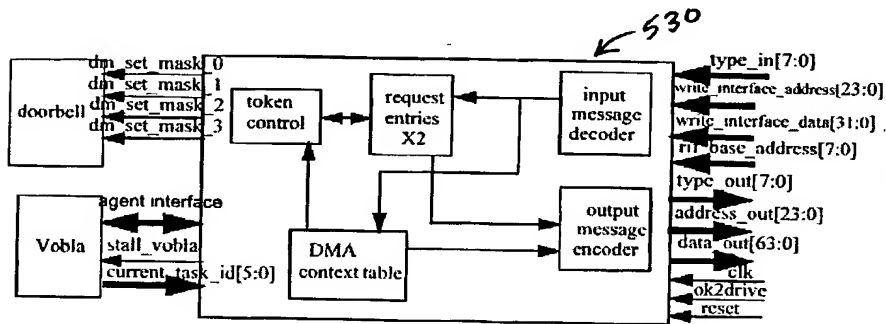 530
dm_set_mask_0
dm_set_mask_1
dm_set_mask_2
dm_set_mask_3
doorbell
token
control
request
entries
X2
input
message
decoder
type_in[7:0]
write_interface_address[23:0]
write_interface_data[31:0]
rif_base_address[7:0]
type_out[7:0]
address_out[23:0]
data_out[63:0]
clk
ok2drive
reset
agent interface
Vobla
stall_vobla
current_task_id[5:0]
DMA
context table
output
message
encoder